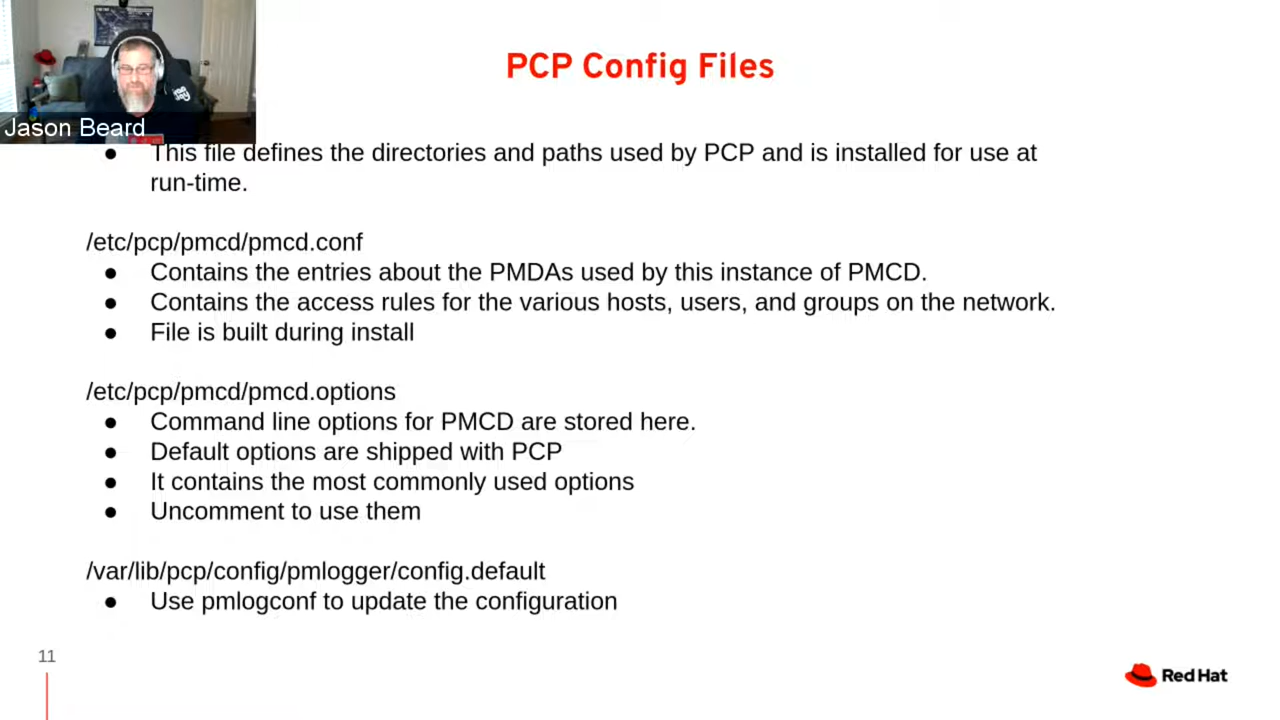 PCP Config Files
Jason Beard
● This file defines the directories and paths used by PCP and is installed for use at
run-time.
/etc/pcp/pmcd/pmcd.conf
● Contains the entries about the PMDAs used by this instance of PMCD.
● Contains the access rules for the various hosts, users, and groups on the network.
● File is built during install
/etc/pcp/pmcd/pmcd.options
● Command line options for PMCD are stored here.
● Default options are shipped with PCP
● It contains the most commonly used options
● Uncomment to use them
/var/lib/pcp/config/pmlogger/config.default
● Use pmlogconf to update the configuration
11
Red Hat